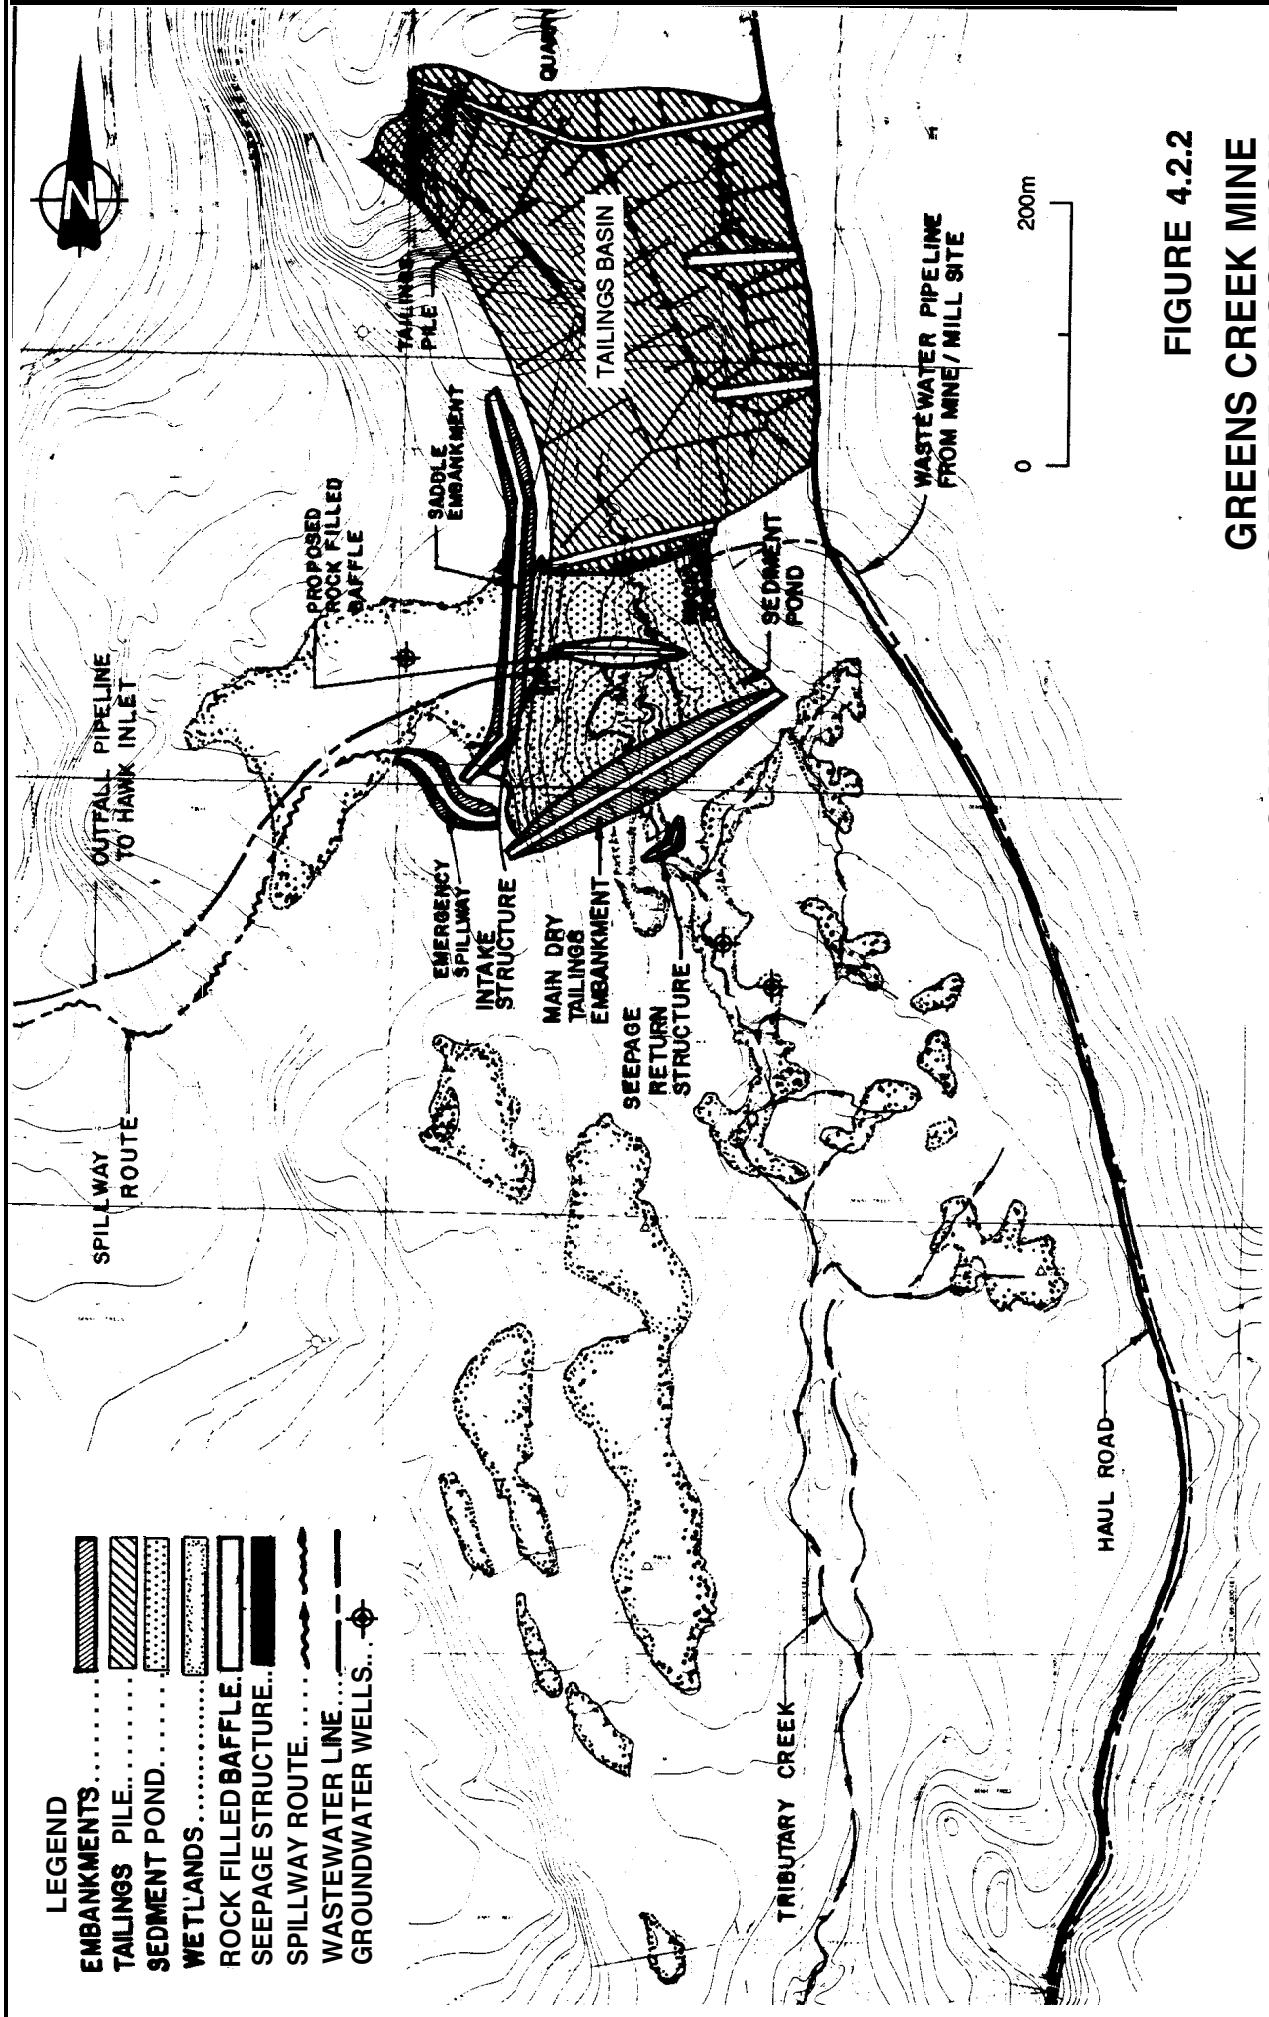 LEGEND
EMBANKMENTS........
TAILINGS PILE.........
SEDIMENT POND.......
WETLANDS.............
ROCK FILLED BAFFLE..
SEEPAGE STRUCTURE..
SPILLWAY ROUTE.....
WASTEWATER LINE....
GROUNDWATER WELLS..
N
SPILLWAY
ROUTE
OUTFALL PIPELINE
TO HAWK INLET
PROPOSED
ROCK FILLED
BAFFLE
SADDLE
EMBANKMENT
TAILINGS
PILE
TAILINGS BASIN
EMERGENCY
SPILLWAY
INTAKE
STRUCTURE
MAIN DRY
TAILINGS
EMBANKMENT
SEEPAGE
RETURN
STRUCTURE
SEDIMENT
POND
WASTEWATER PIPELINE
FROM MINE/MILL SITE
TRIBUTARY CREEK
HAUL ROAD
0
200m
FIGURE 4.2.2
GREENS CREEK MINE